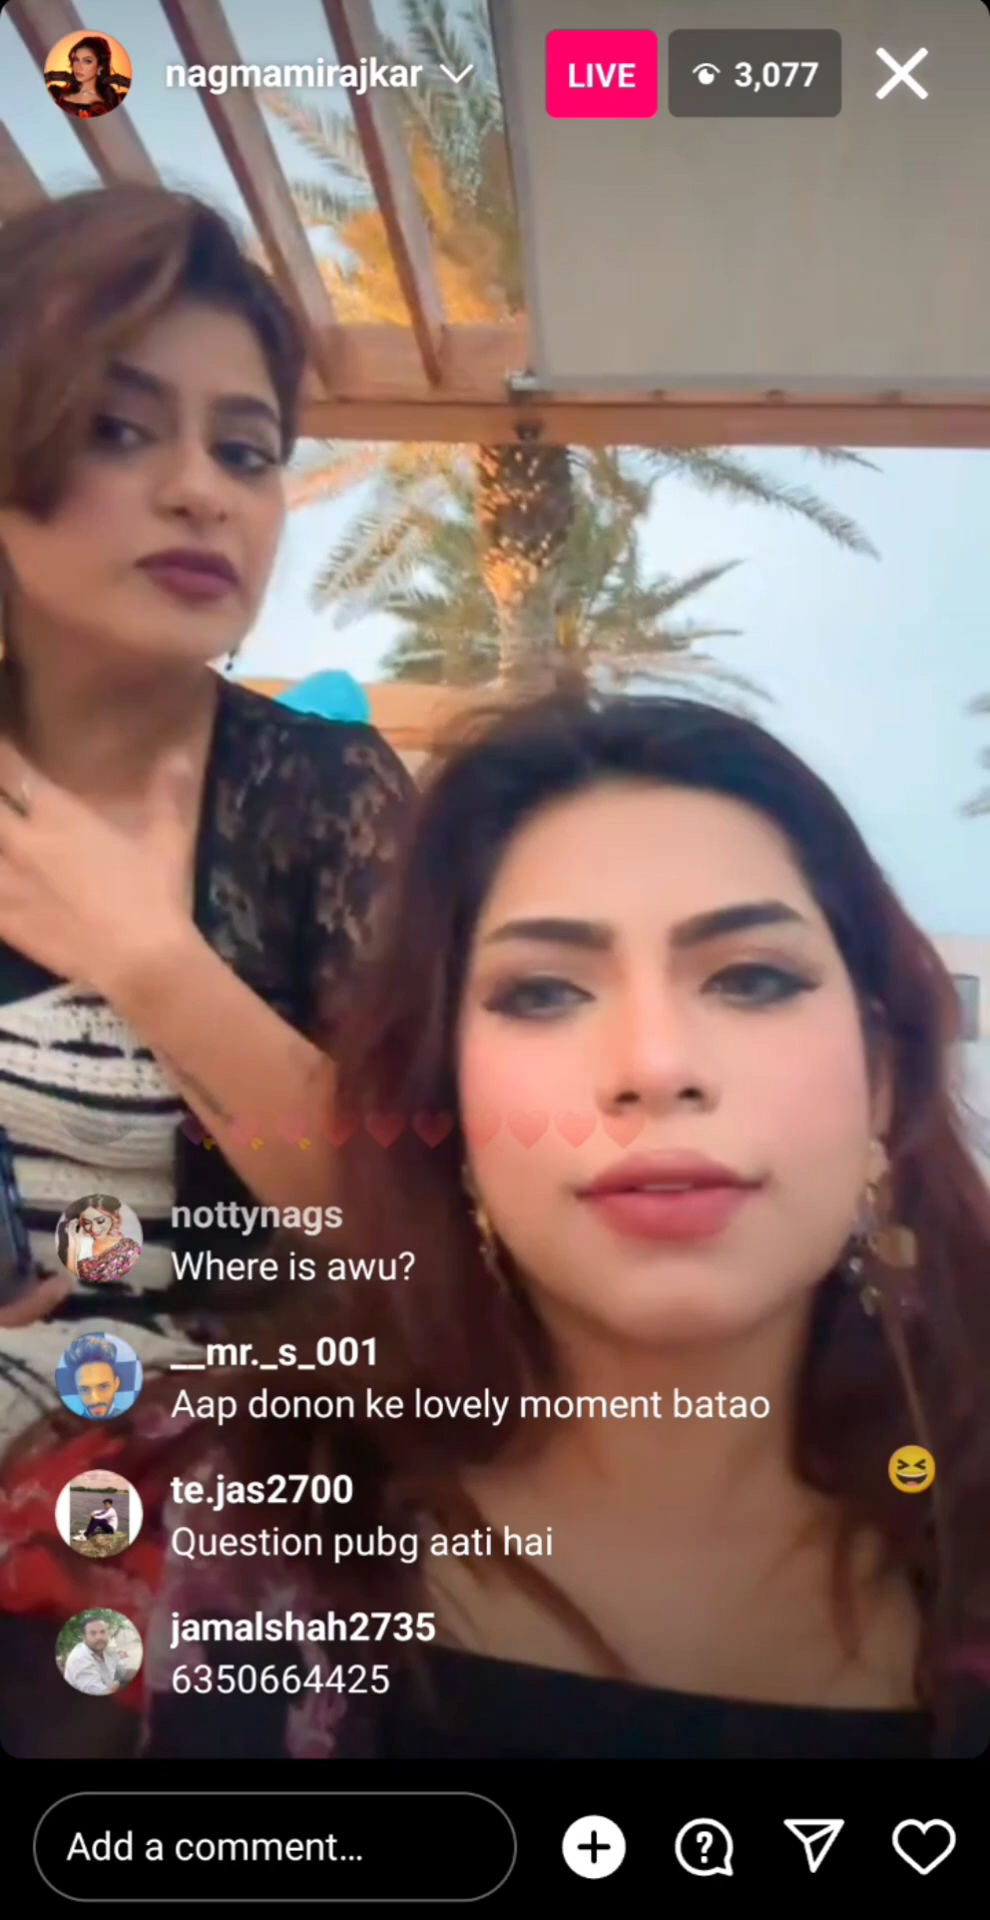 nagmamirajkar
LIVE
3,077
nottynags
Where is awu?
__mr._s_001
Aap donon ke lovely moment batao
te.jas2700
Question pubg aati hai
jamalshah2735
6350664425
Add a comment...